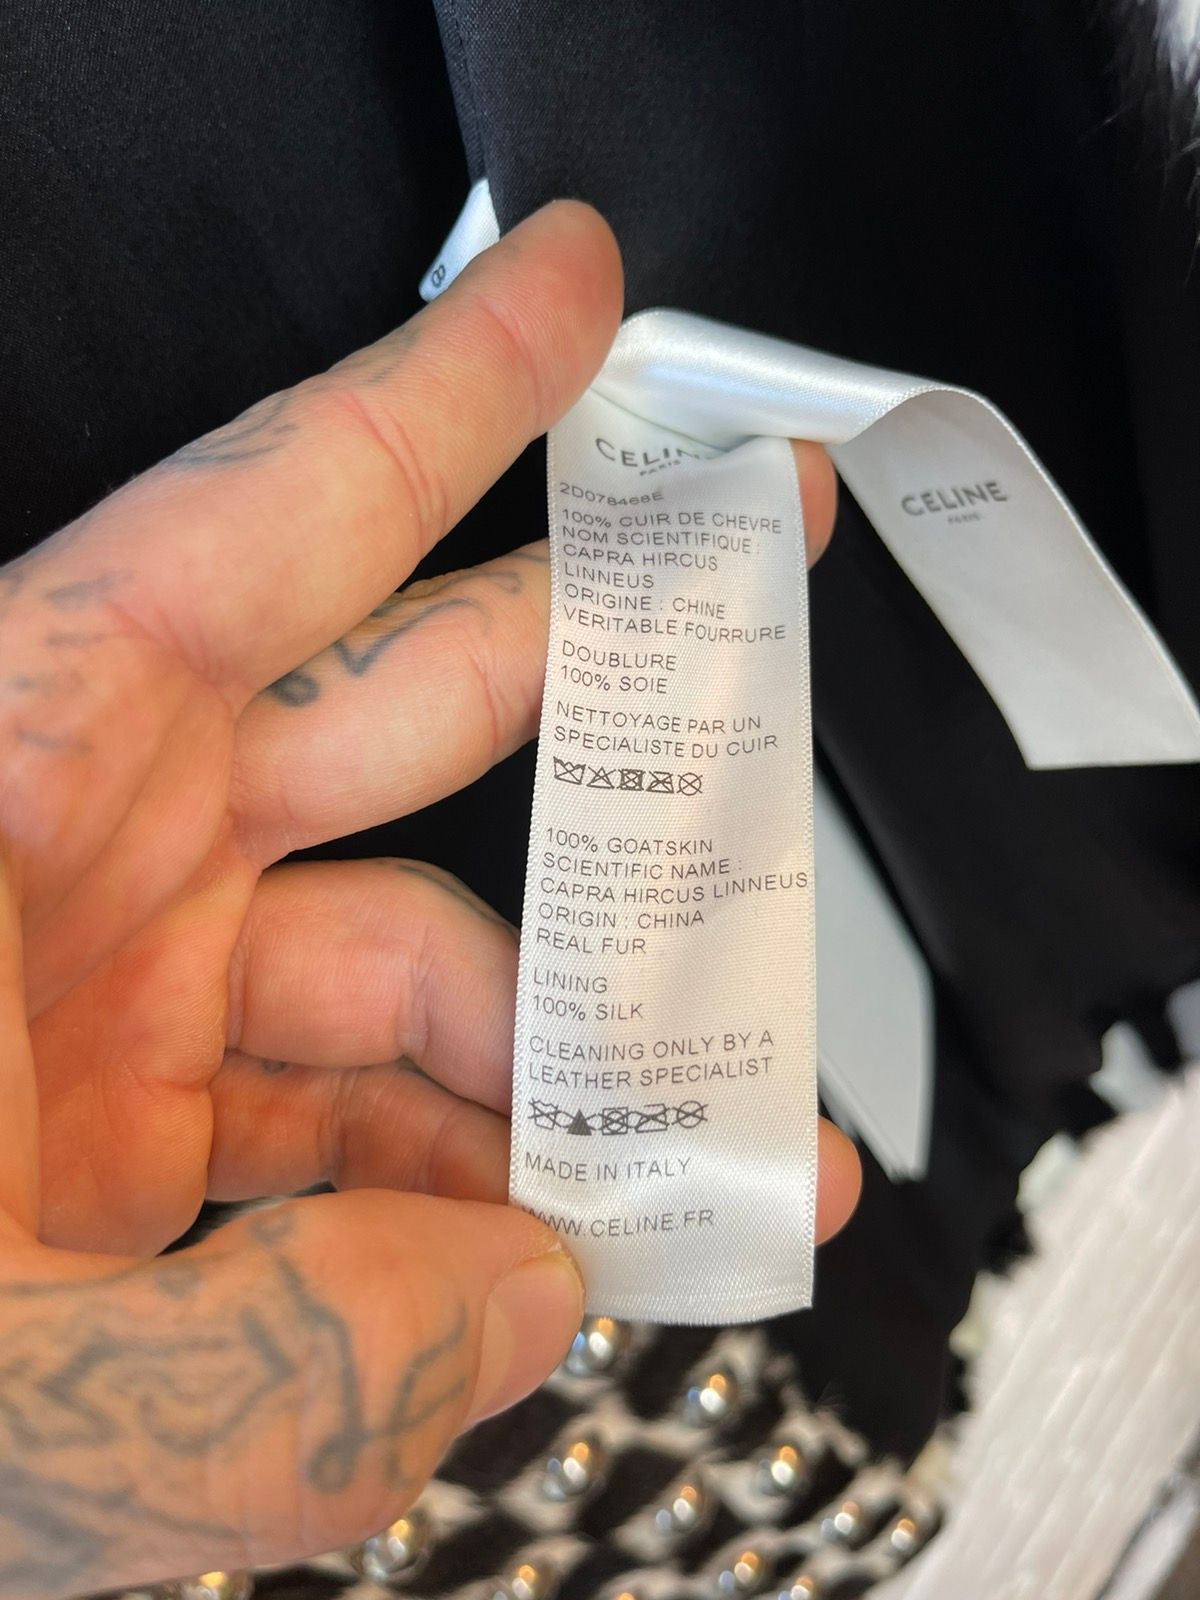 8
CELINE
PARIS
2D078468E
100% CUIR DE CHEVRE
NOM SCIENTIFIQUE :
CAPRA HIRCUS
LINNEUS
ORIGINE : CHINE
VERITABLE FOURRURE
DOUBLURE
100% SOIE
NETTOYAGE PAR UN
SPECIALISTE DU CUIR
100% GOATSKIN
SCIENTIFIC NAME :
CAPRA HIRCUS LINNEUS
ORIGIN : CHINA
REAL FUR
LINING
100% SILK
CLEANING ONLY BY A
LEATHER SPECIALIST
MADE IN ITALY
WWW.CELINE.FR
CELINE
PARIS